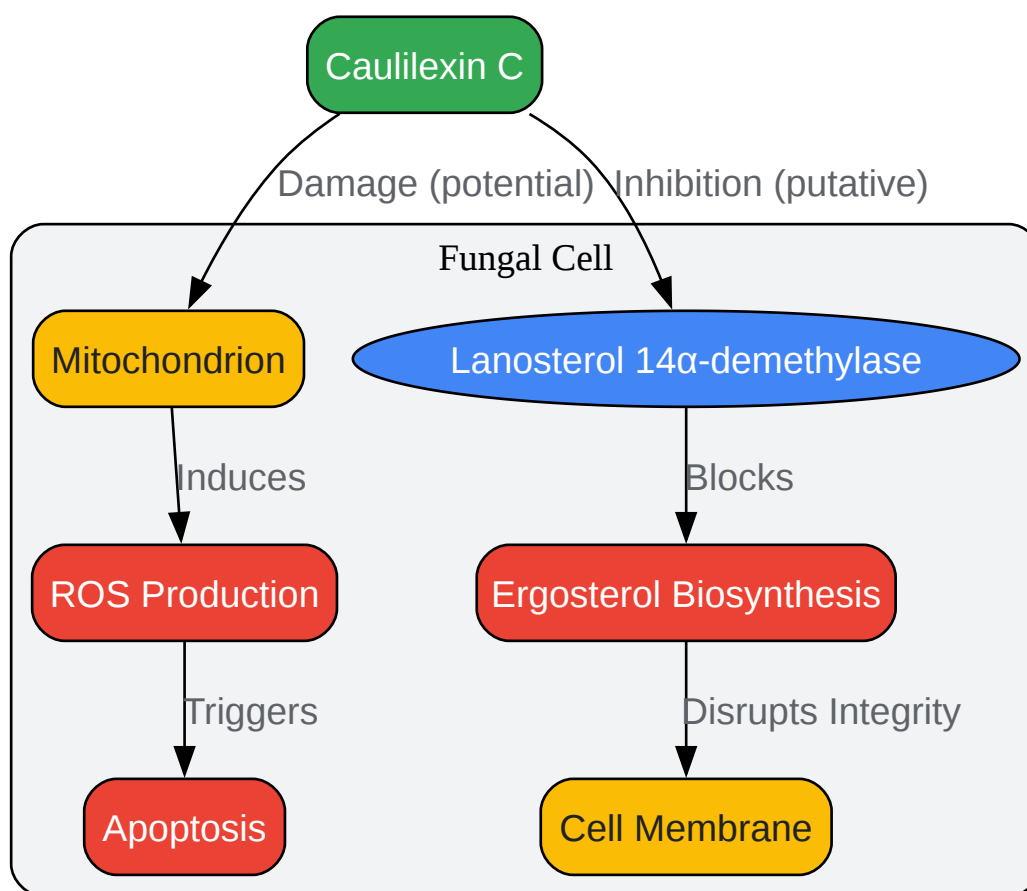 Caulilexin C
Damage (potential)
Inhibition (putative)
Fungal Cell
Mitochondrion
Lanosterol 14α-demethylase
Induces
Blocks
ROS Production
Ergosterol Biosynthesis
Triggers
Disrupts Integrity
Apoptosis
Cell Membrane